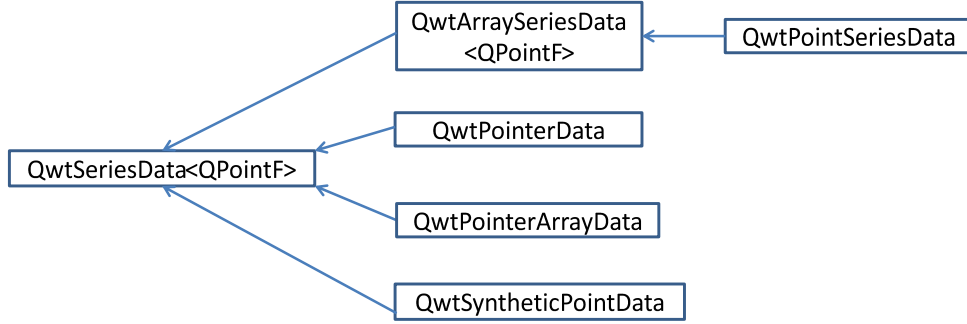 QwtArraySeriesData
<QPointF>
QwtPointSeriesData
QwtPointerData
QwtSeriesData<QPointF>
QwtPointerArrayData
QwtSyntheticPointData